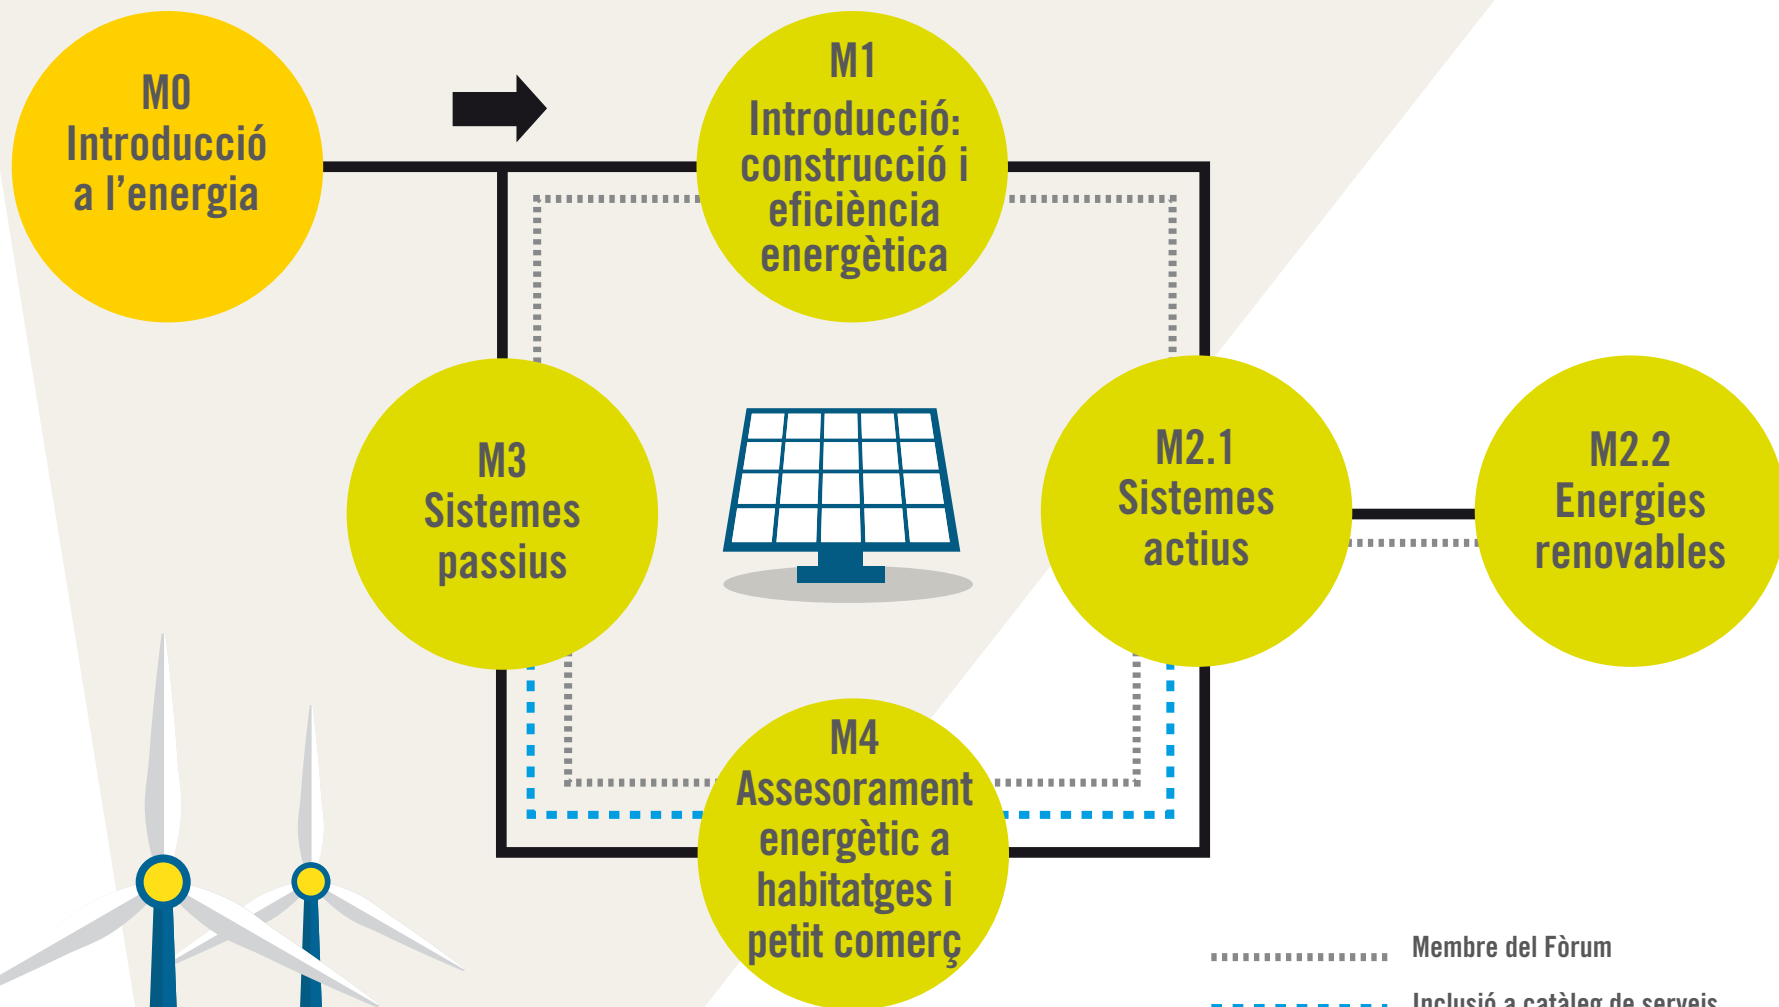 M0
Introducció
a l'energia
M1
Introducció:
construcció i
eficiència
energètica
M3
Sistemes
passius
M2.1
Sistemes
actius
M2.2
Energies
renovables
M4
Assesorament
energètic a
habitatges i
petit comerç
Membre del Fòrum
Inclusió a catàleg de serveis